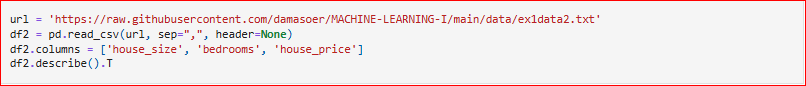 url = 'https://raw.githubusercontent.com/damasoer/MACHINE-LEARNING-I/main/data/ex1data2.txt'
df2 = pd.read_csv(url, sep=",", header=None)
df2.columns = ['house_size', 'bedrooms', 'house_price']
df2.describe().T